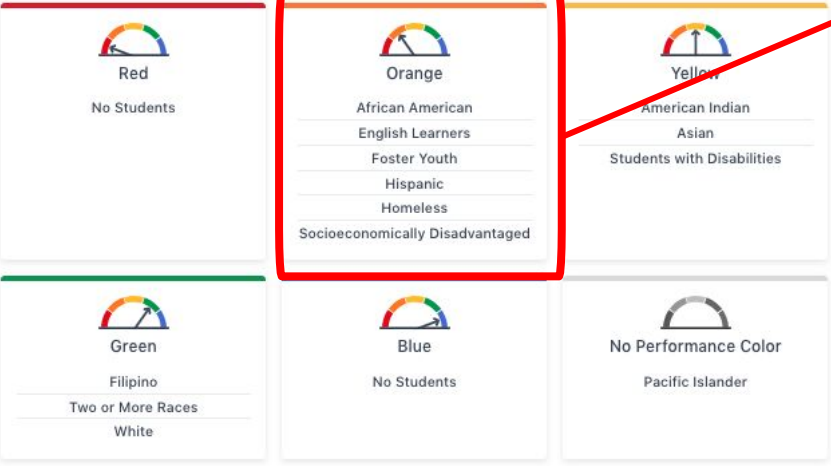 Red
No Students
Orange
African American
English Learners
Foster Youth
Hispanic
Homeless
Socioeconomically Disadvantaged
Yellow
American Indian
Asian
Students with Disabilities
Green
Filipino
Two or More Races
White
Blue
No Students
No Performance Color
Pacific Islander